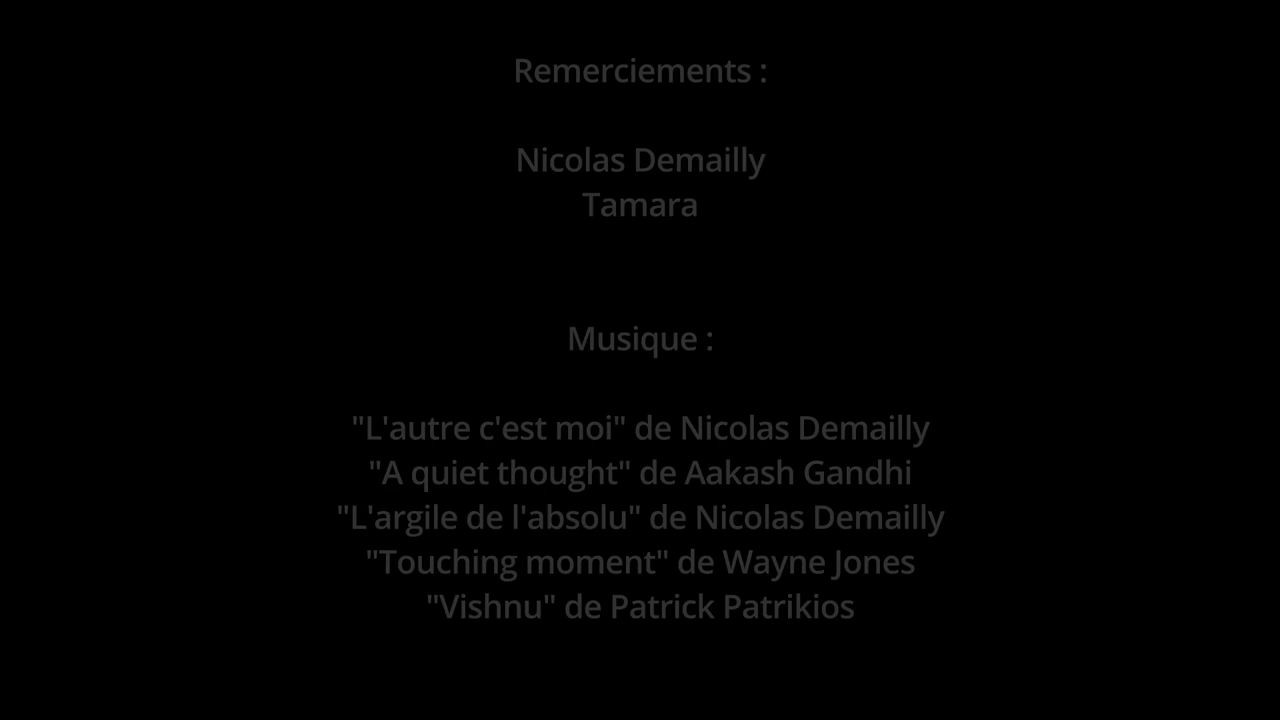 Remerciements :
Nicolas Demailly
Tamara
Musique :
"L'autre c'est moi" de Nicolas Demailly
"A quiet thought" de Aakash Gandhi
"L'argile de l'absolu" de Nicolas Demailly
"Touching moment" de Wayne Jones
"Vishnu" de Patrick Patrikios